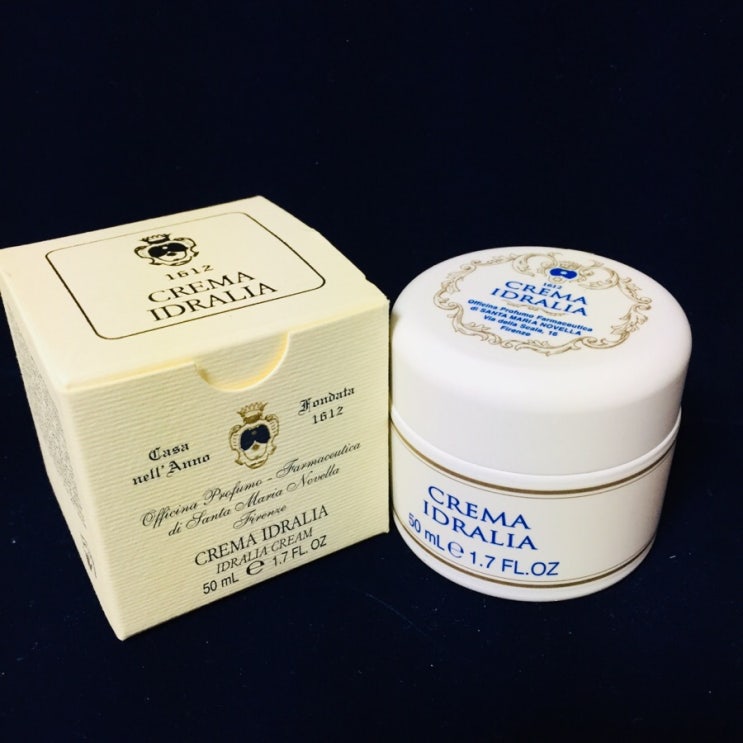 1612
CREMA
IDRALIA
Casa
nell'Anno
Fondata
1612
Officina Profumo - Farmaceutica
di Santa Maria Novella
Firenze
CREMA IDRALIA
IDRALIA CREAM
50 mL e 1.7 FL. OZ
1612
CREMA
IDRALIA
Officina Profumo Farmaceutica
di SANTA MARIA NOVELLA
Via della Scala, 16
Firenze
CREMA
IDRALIA
50 mL e 1.7 FL.OZ